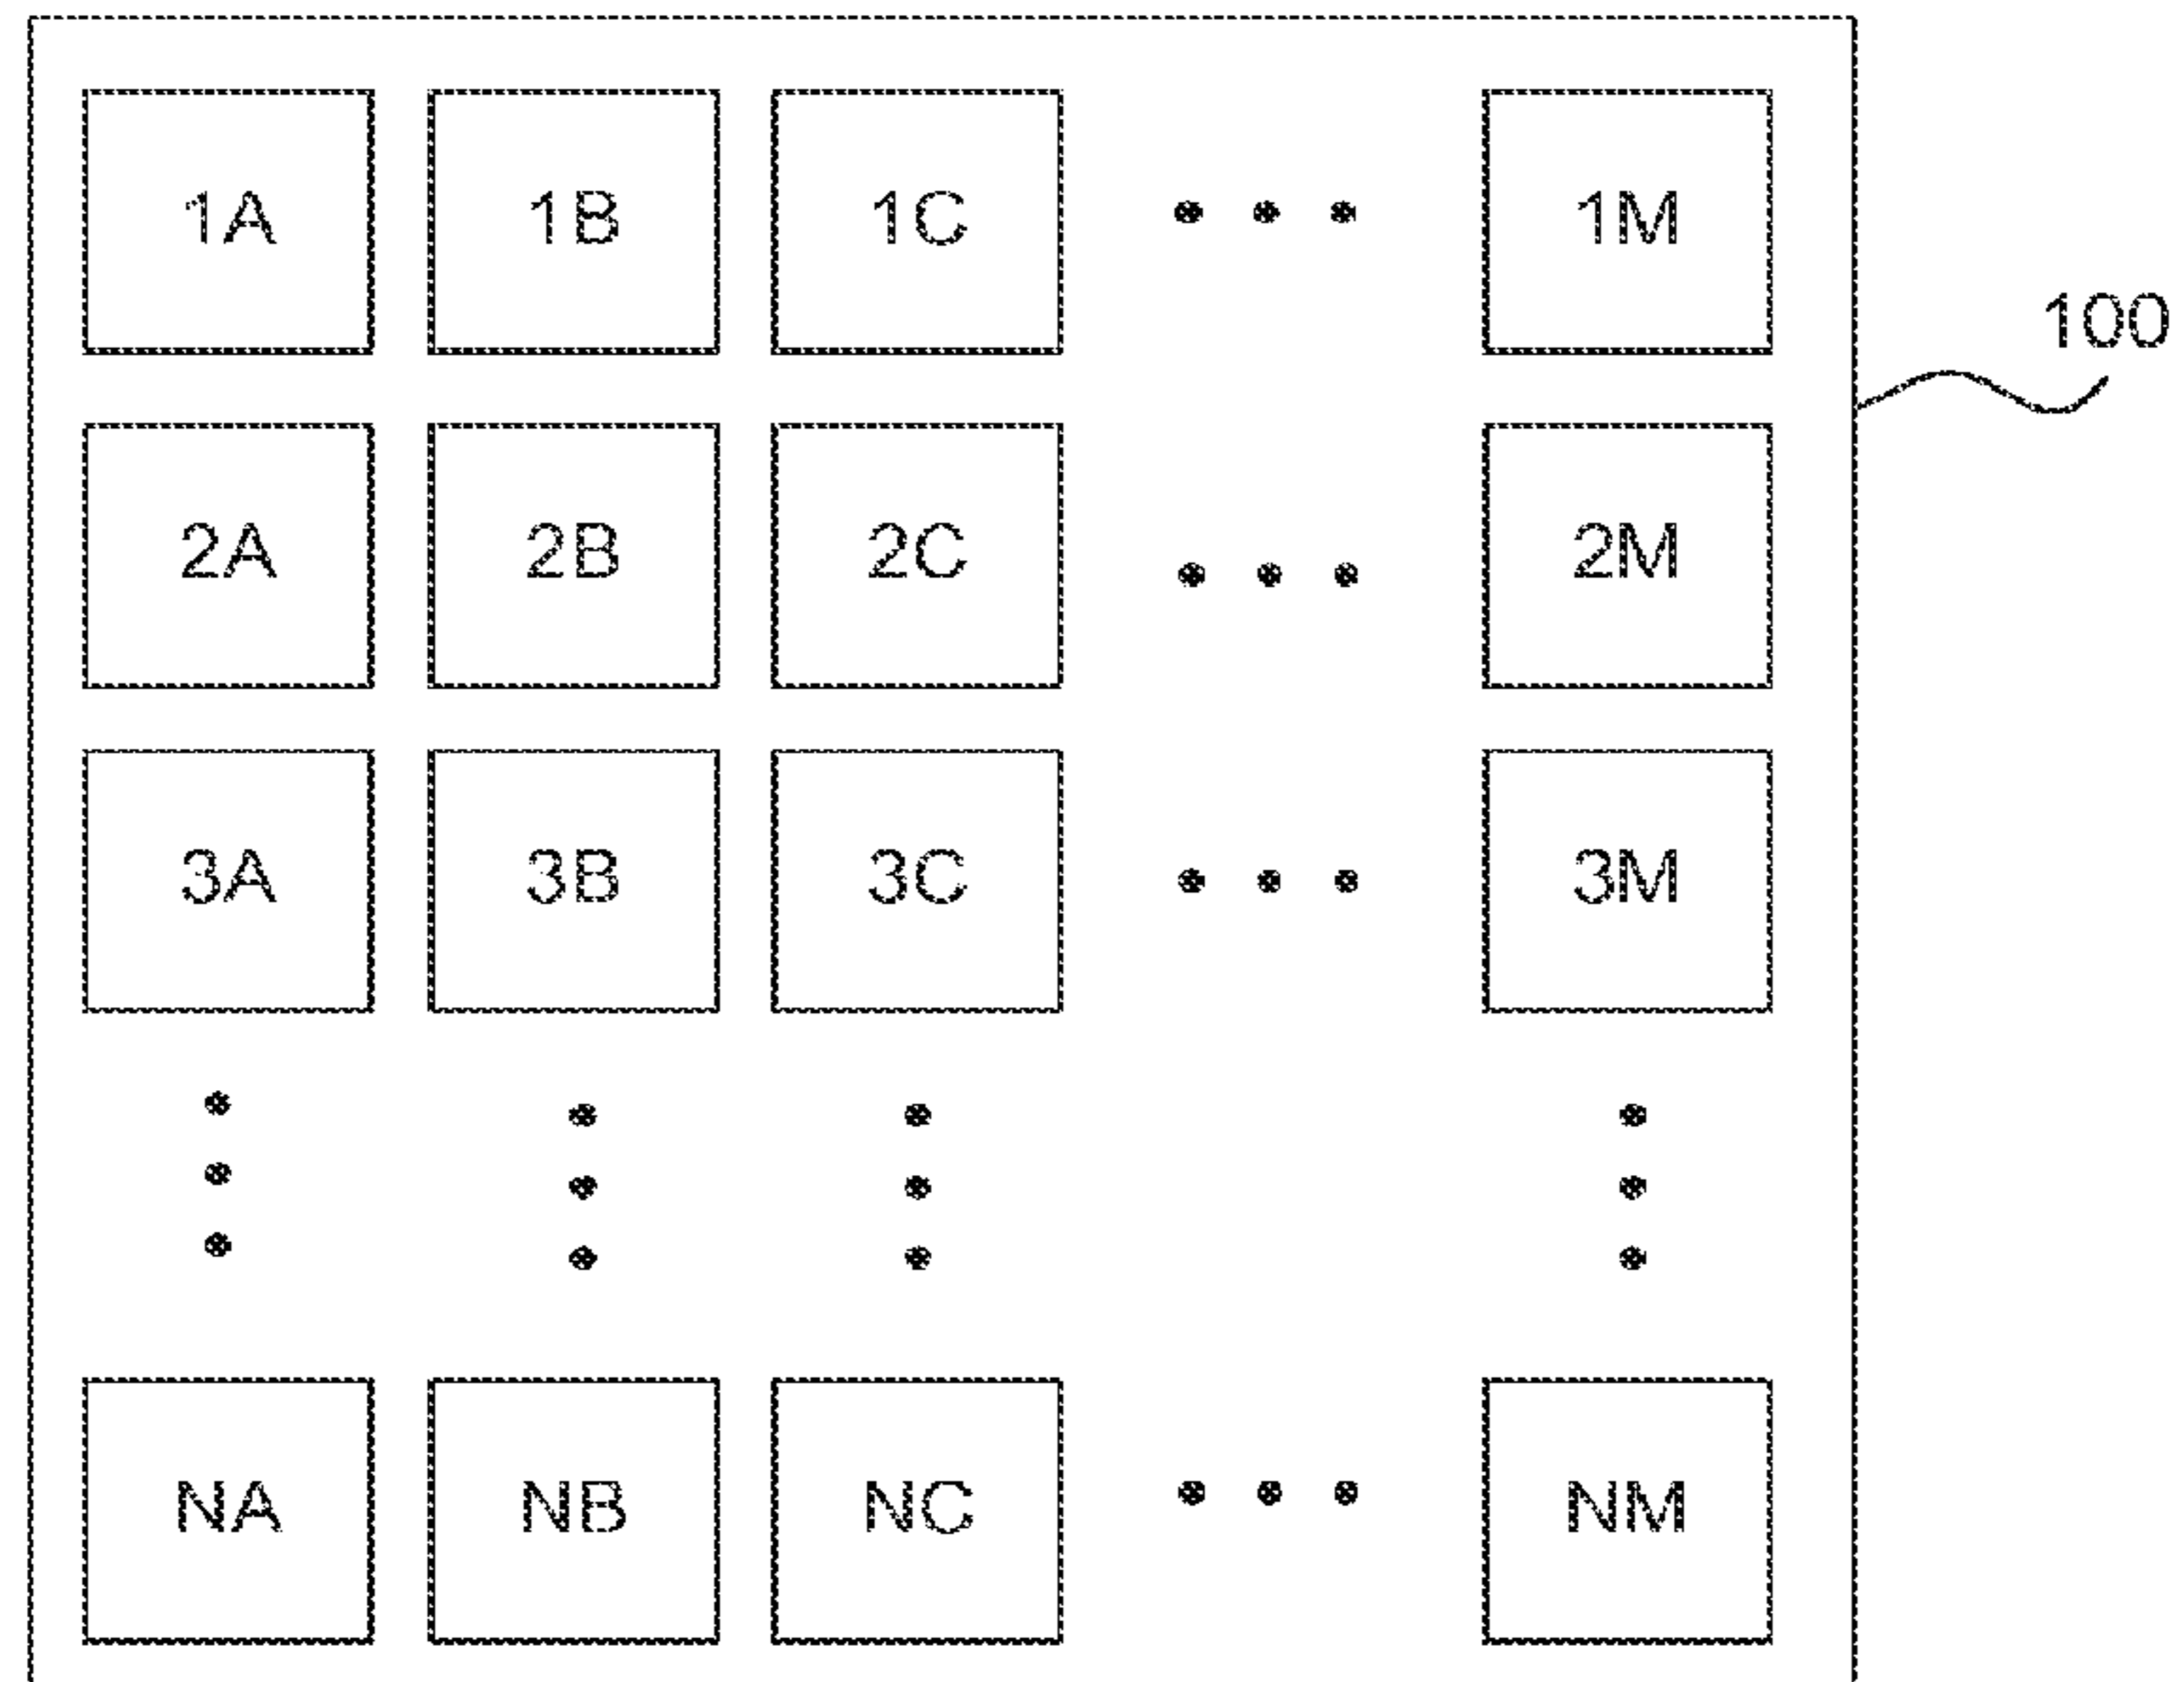 1A 1B 1C • • • 1M
100
2A 2B 2C • • • 2M
3A 3B 3C • • • 3M
NA NB NC • • • NM